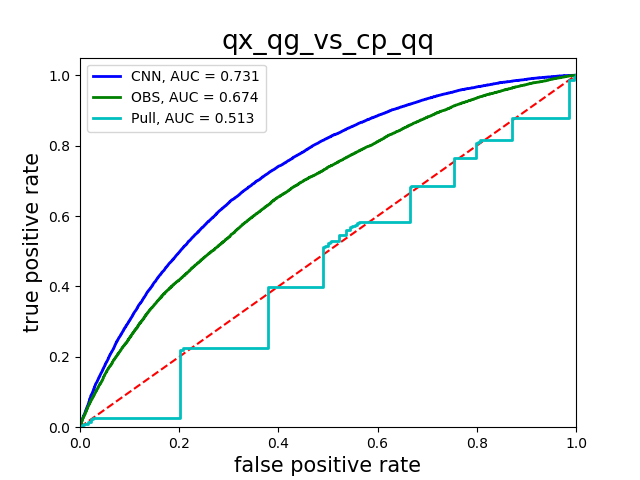 qx_qg_vs_cp_qq
CNN, AUC = 0.731
OBS, AUC = 0.674
Pull, AUC = 0.513
true positive rate
1.0
0.8
0.6
0.4
0.2
0.0
0.0 0.2 0.4 0.6 0.8 1.0
false positive rate